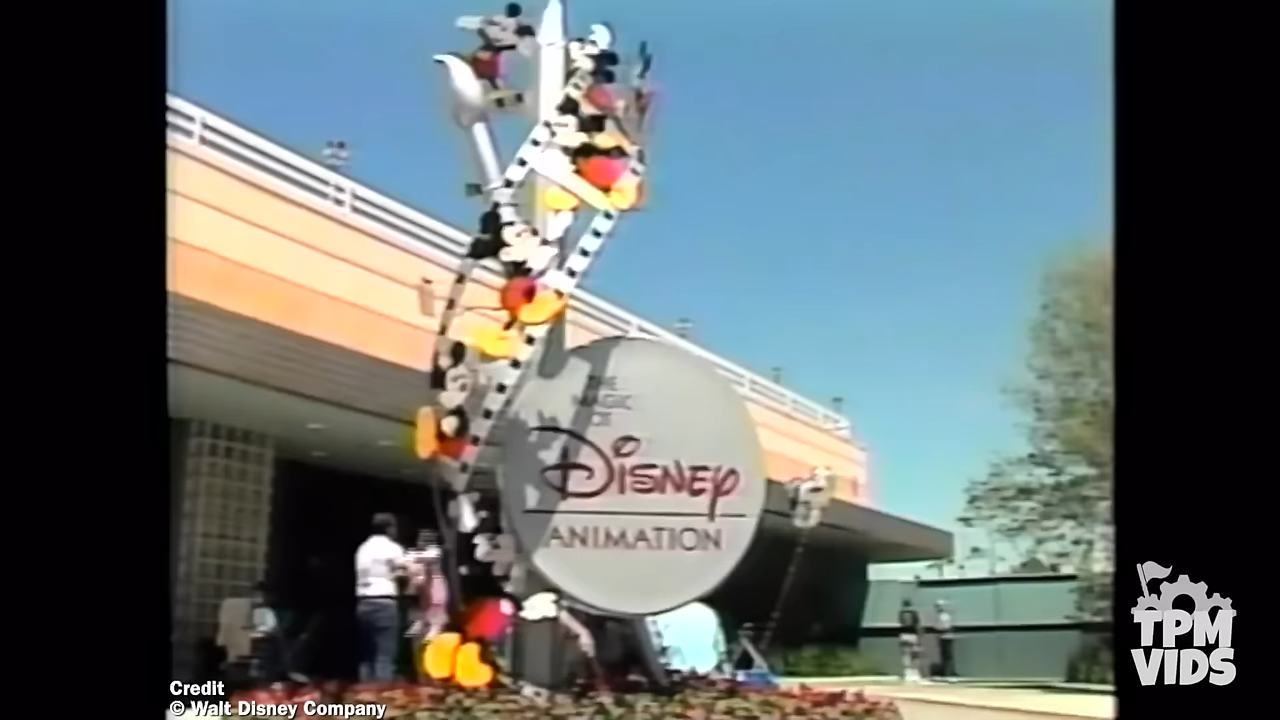 THE
MAGIC
OF
Disney
ANIMATION
TPM
VIDS
Credit
© Walt Disney Company